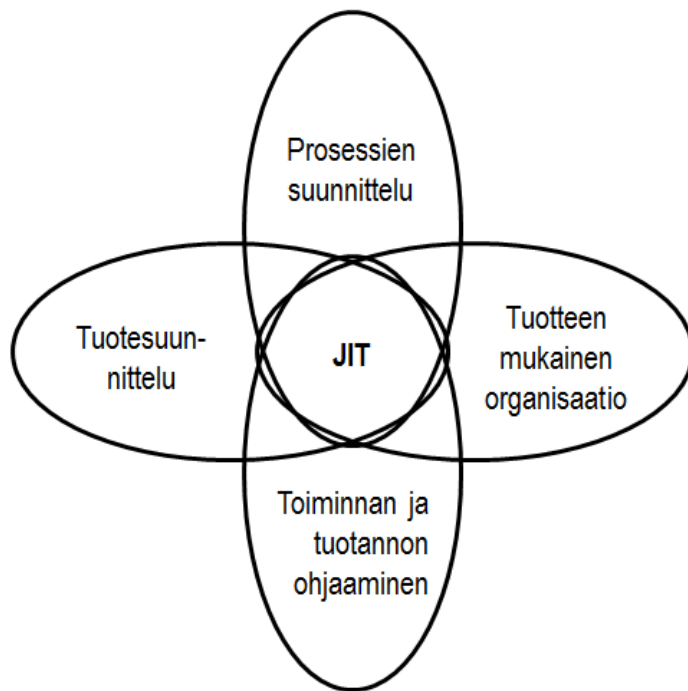 Prosessien
suunnittelu
Tuotesuun-
nittelu
JIT
Tuotteen
mukainen
organisaatio
Toiminnan ja
tuotannon
ohjaaminen